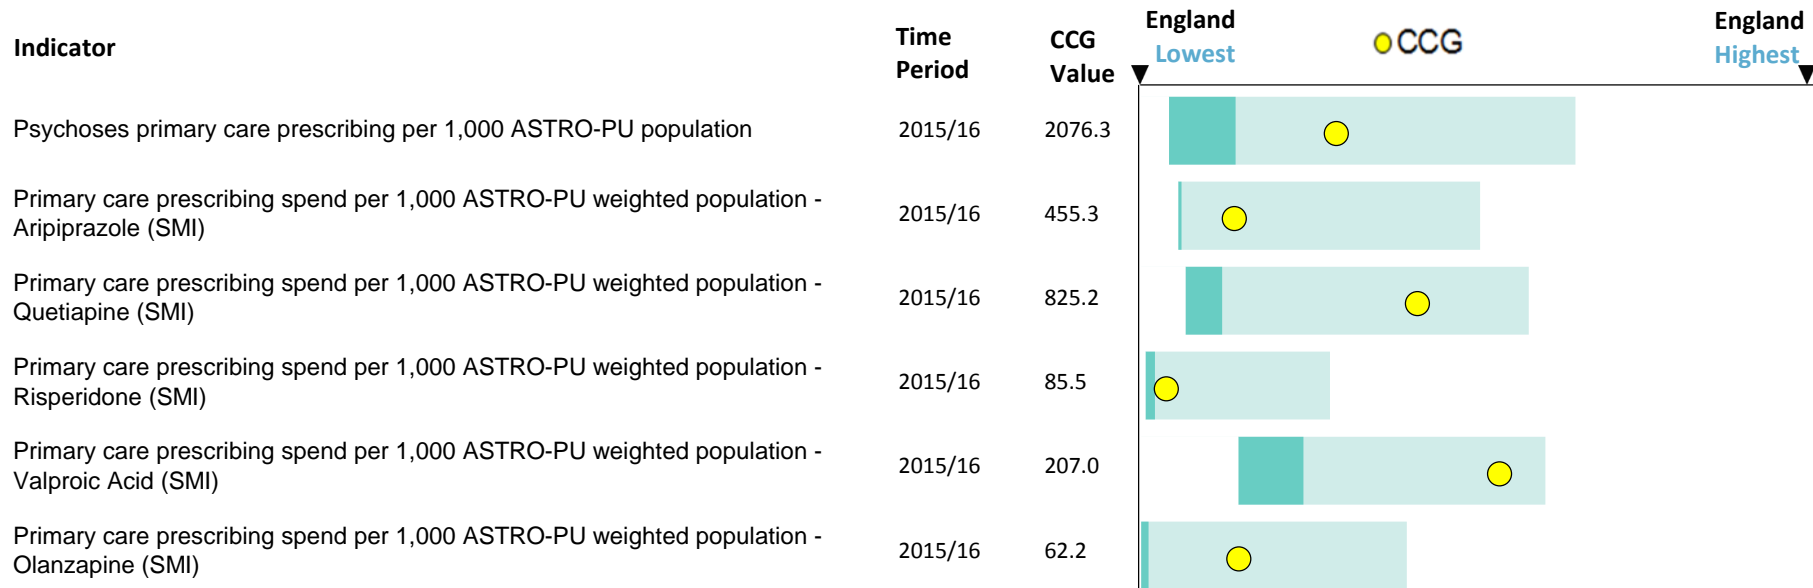 Indicator
Time Period
CCG Value
England Lowest
CCG
England Highest
Psychoses primary care prescribing per 1,000 ASTRO-PU population 2015/16 2076.3
Primary care prescribing spend per 1,000 ASTRO-PU weighted population -
Aripiprazole (SMI) 2015/16 455.3
Primary care prescribing spend per 1,000 ASTRO-PU weighted population -
Quetiapine (SMI) 2015/16 825.2
Primary care prescribing spend per 1,000 ASTRO-PU weighted population -
Risperidone (SMI) 2015/16 85.5
Primary care prescribing spend per 1,000 ASTRO-PU weighted population -
Valproic Acid (SMI) 2015/16 207.0
Primary care prescribing spend per 1,000 ASTRO-PU weighted population -
Olanzapine (SMI) 2015/16 62.2